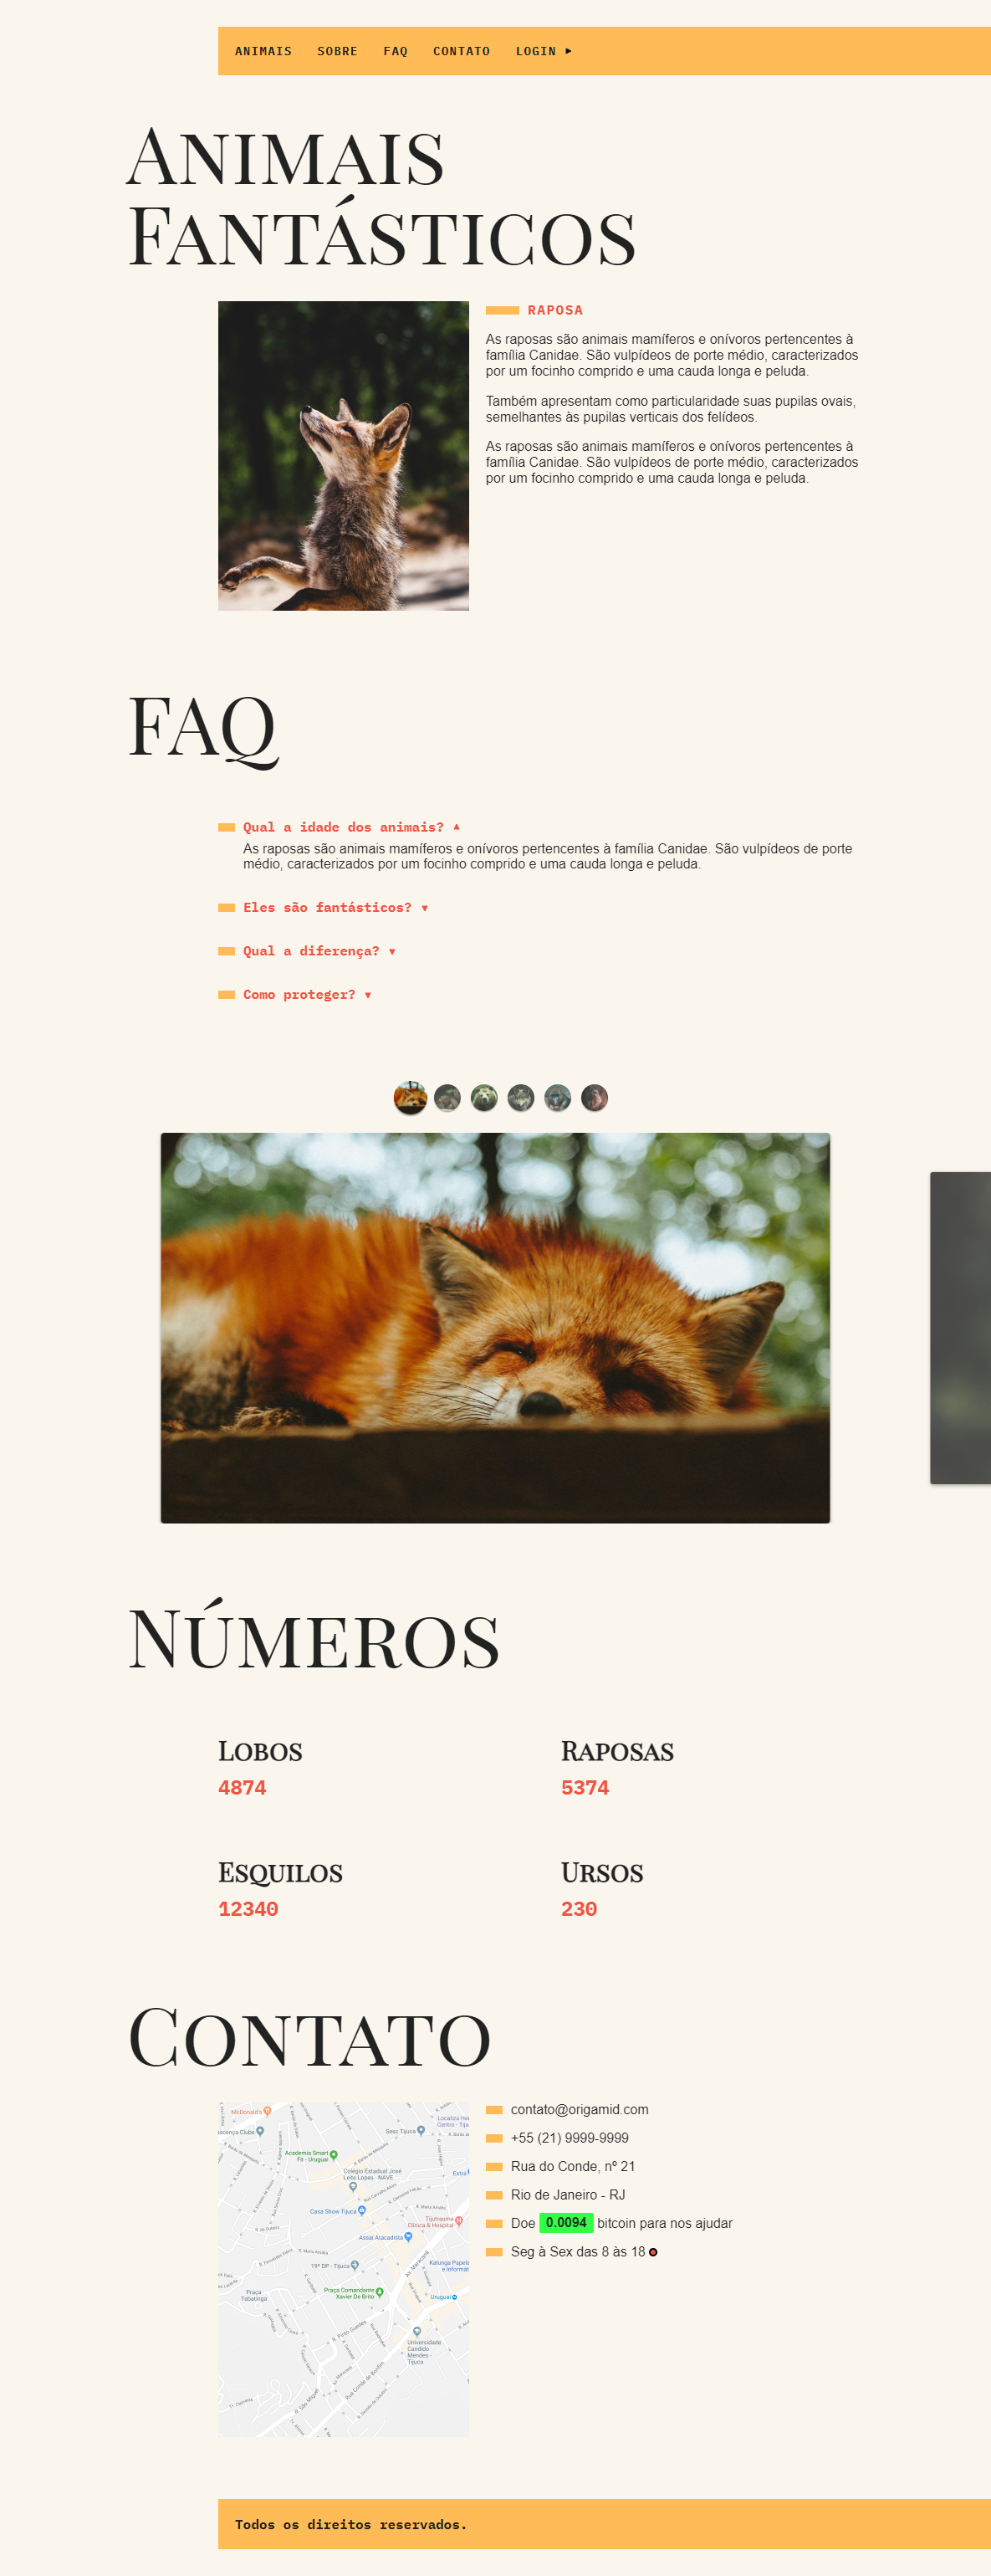 ANIMAIS SOBRE FAQ CONTATO LOGIN ▸
Animais
Fantásticos
RAPOSA
As raposas são animais mamíferos e onívoros pertencentes à
família Canidae. São vulpídeos de porte médio, caracterizados
por um focinho comprido e uma cauda longa e peluda.
Também apresentam como particularidade suas pupilas ovais,
semelhantes às pupilas verticais dos felídeos.
As raposas são animais mamíferos e onívoros pertencentes à
família Canidae. São vulpídeos de porte médio, caracterizados
por um focinho comprido e uma cauda longa e peluda.
FAQ
Qual a idade dos animais? ▴
As raposas são animais mamíferos e onívoros pertencentes à família Canidae. São vulpídeos de porte
médio, caracterizados por um focinho comprido e uma cauda longa e peluda.
Eles são fantásticos? ▾
Qual a diferença? ▾
Como proteger? ▾
Números
Lobos
4874
Raposas
5374
Esquilos
12340
Ursos
230
Contato
McDonald's
Sesc Tijuca
Academia Smart
Fit - Uruguai
Colégio Estadual José
Leite Lopes - NAVE
Extra
Casa Show Tijuca
Tijutrauma
Clínica & Hospital
Assaí Atacadista
19ª DP - Tijuca
Praça Comandante
Xavier De Brito
Praça
Tabatinga
Uruguai
Universidade
Candido
Mendes -
Tijuca
Av. Maracanã
Rua Conde de Bonfim
contato@origamid.com
+55 (21) 9999-9999
Rua do Conde, nº 21
Rio de Janeiro - RJ
Doe 0.0094 bitcoin para nos ajudar
Seg à Sex das 8 às 18
Todos os direitos reservados.